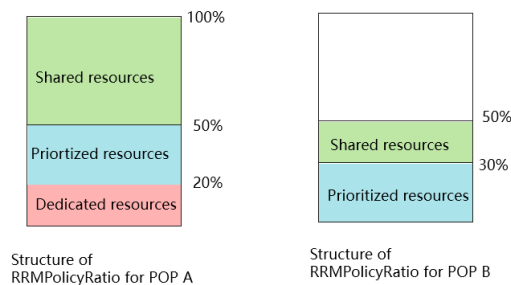 100%
Shared resources
50%
Priortized resources
20%
Dedicated resources
Structure of
RRMPolicyRatio for POP A
50%
Shared resources
30%
Prioritized resources
Structure of
RRMPolicyRatio for POP B